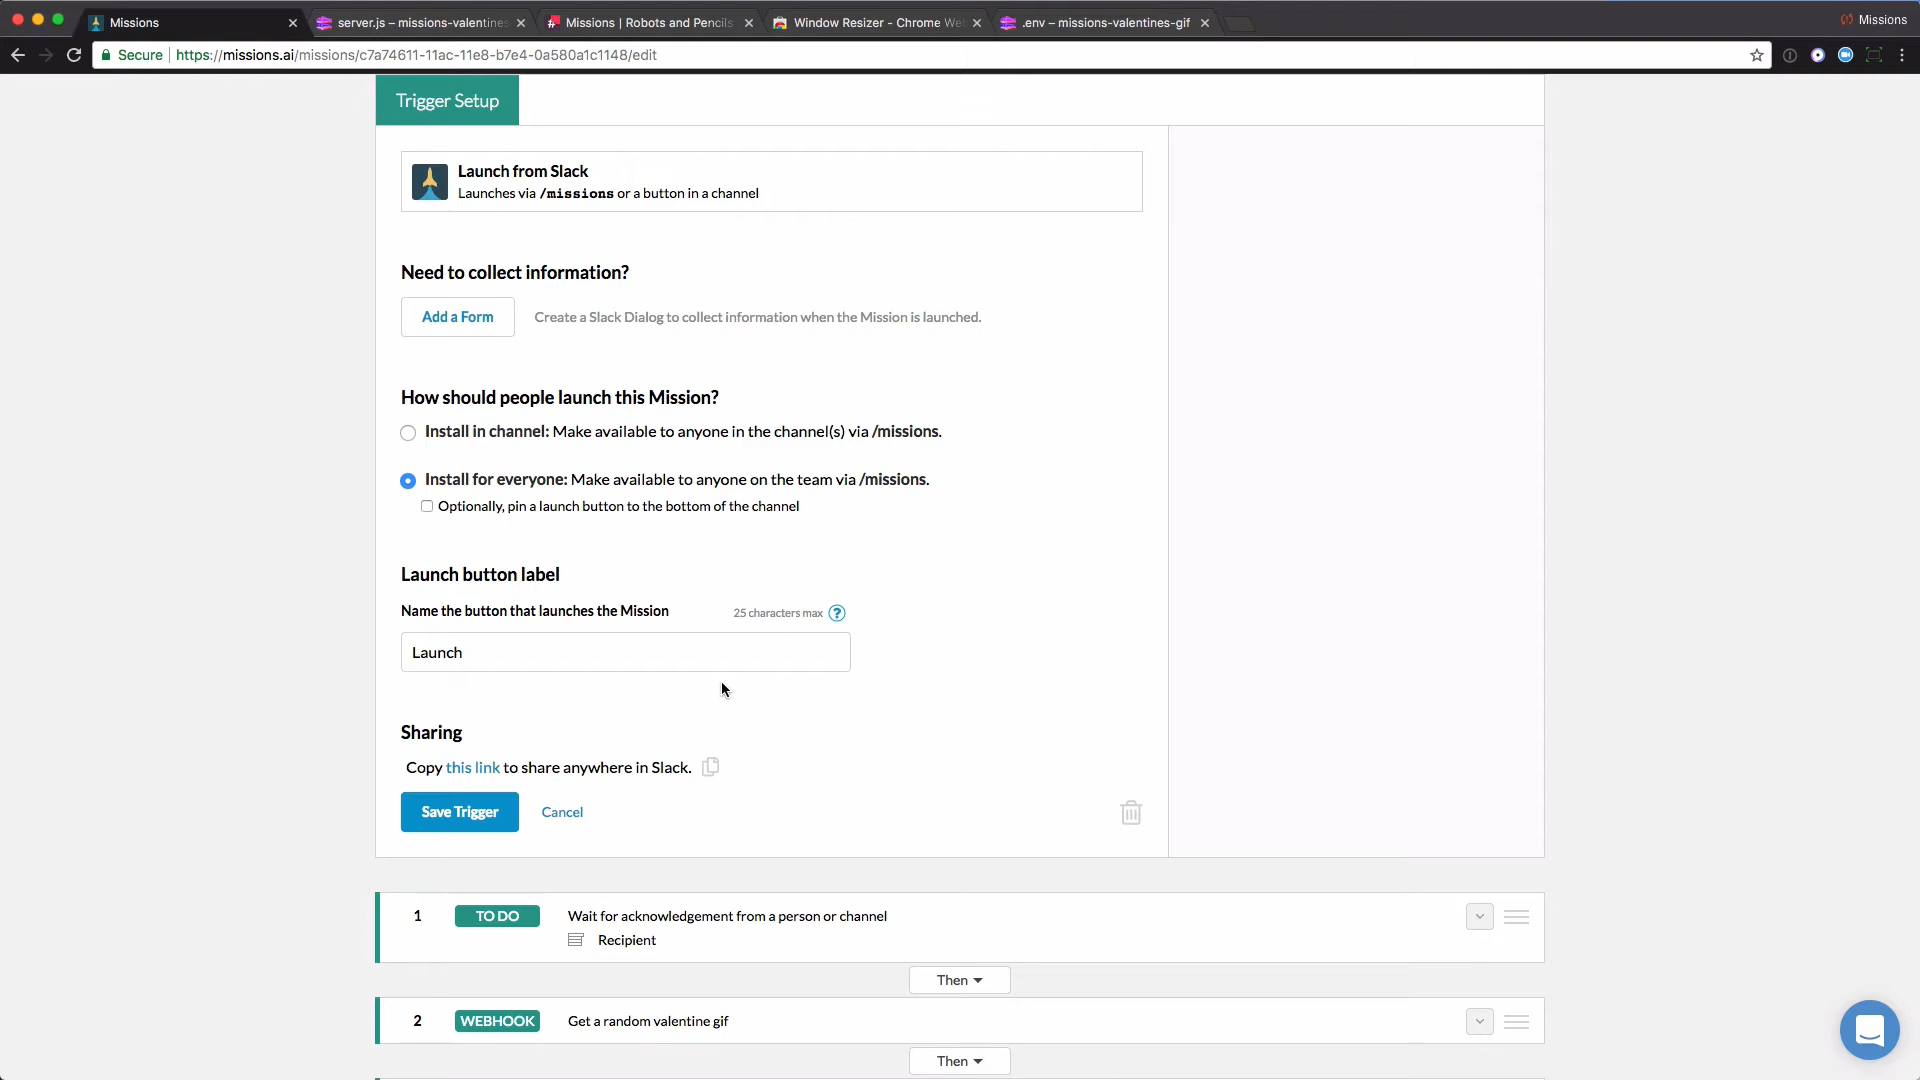 Missions
server.js – missions-valentines
Missions | Robots and Pencils
Window Resizer - Chrome Web
.env – missions-valentines-gif
Missions
Secure
https://missions.ai/missions/c7a74611-11ac-11e8-b7e4-0a580a1c1148/edit
Trigger Setup
Launch from Slack
Launches via /missions or a button in a channel
Need to collect information?
Add a Form
Create a Slack Dialog to collect information when the Mission is launched.
How should people launch this Mission?
Install in channel: Make available to anyone in the channel(s) via /missions.
Install for everyone: Make available to anyone on the team via /missions.
Optionally, pin a launch button to the bottom of the channel
Launch button label
Name the button that launches the Mission
25 characters max ?
Launch
Sharing
Copy this link to share anywhere in Slack.
Save Trigger
Cancel
1
TO DO
Wait for acknowledgement from a person or channel
Recipient
Then
2
WEBHOOK
Get a random valentine gif
Then